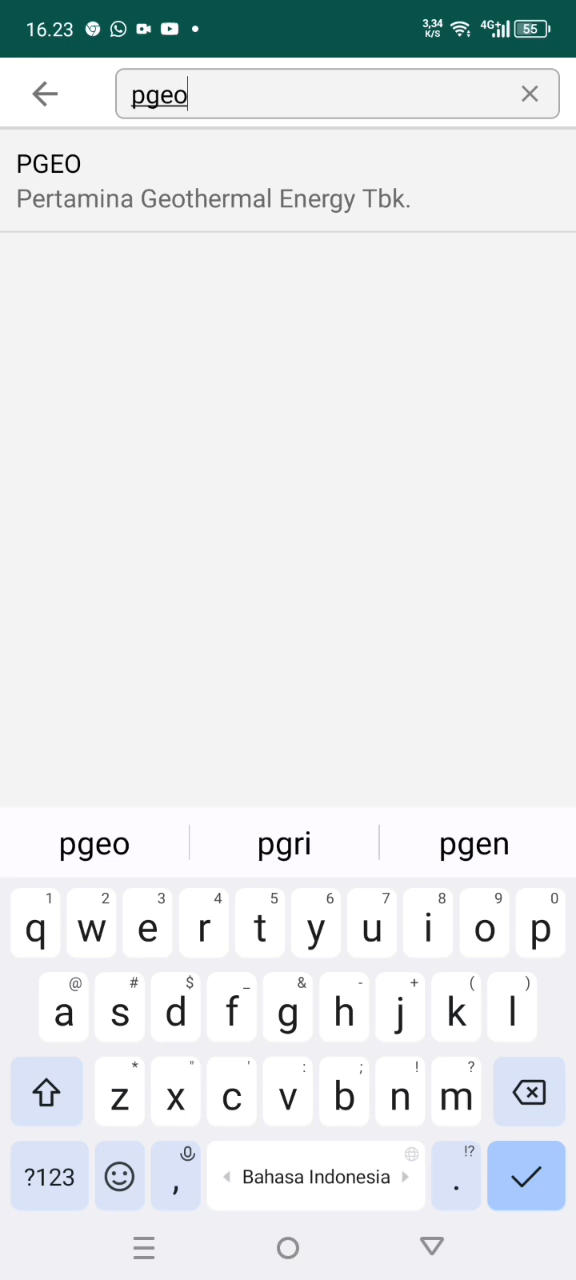 16.23
3,34
K/S
4G+
55
pgeo
PGEO
Pertamina Geothermal Energy Tbk.
pgeo pgri pgen
1 2 3 4 5 6 7 8 9 0
q w e r t y u i o p
@ # $ _ & - + ( )
a s d f g h j k l
* " ' : ; ! ?
z x c v b n m
!?
?123 , Bahasa Indonesia .